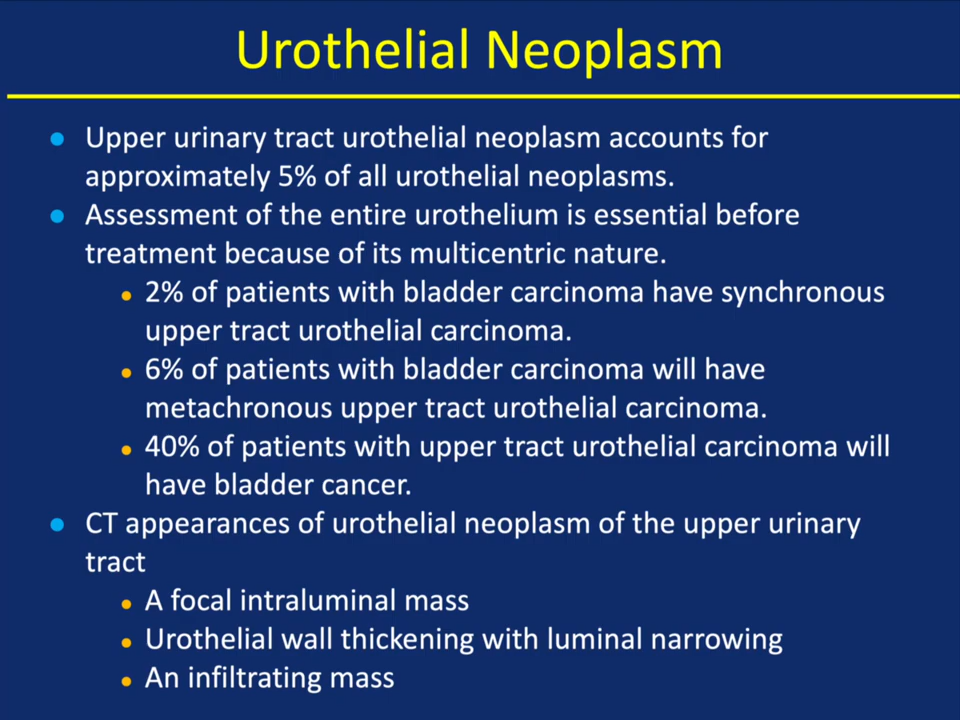 Urothelial Neoplasm
● Upper urinary tract urothelial neoplasm accounts for
approximately 5% of all urothelial neoplasms.
● Assessment of the entire urothelium is essential before
treatment because of its multicentric nature.
● 2% of patients with bladder carcinoma have synchronous
upper tract urothelial carcinoma.
● 6% of patients with bladder carcinoma will have
metachronous upper tract urothelial carcinoma.
● 40% of patients with upper tract urothelial carcinoma will
have bladder cancer.
● CT appearances of urothelial neoplasm of the upper urinary
tract
● A focal intraluminal mass
● Urothelial wall thickening with luminal narrowing
● An infiltrating mass